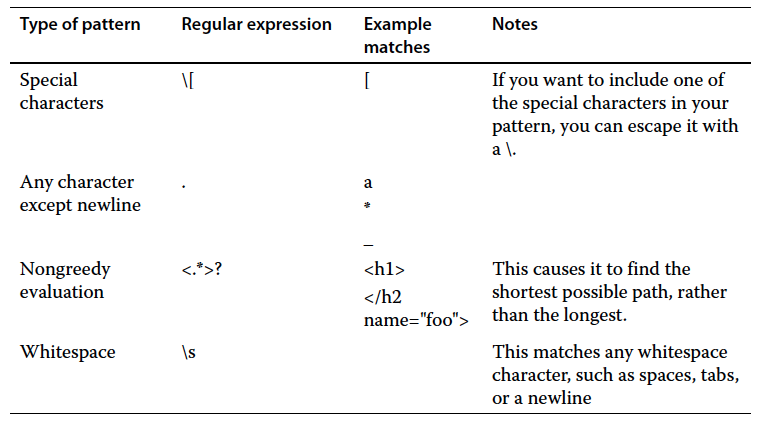 Type of pattern Regular expression Example Notes
matches
Special \[ [ If you want to include one of
characters the special characters in your
pattern, you can escape it with
a \.
Any character . a
except newline *
_
Nongreedy <.*>? <h1> This causes it to find the
evaluation </h2 shortest possible path, rather
name="foo"> than the longest.
Whitespace \s This matches any whitespace
character, such as spaces, tabs,
or a newline